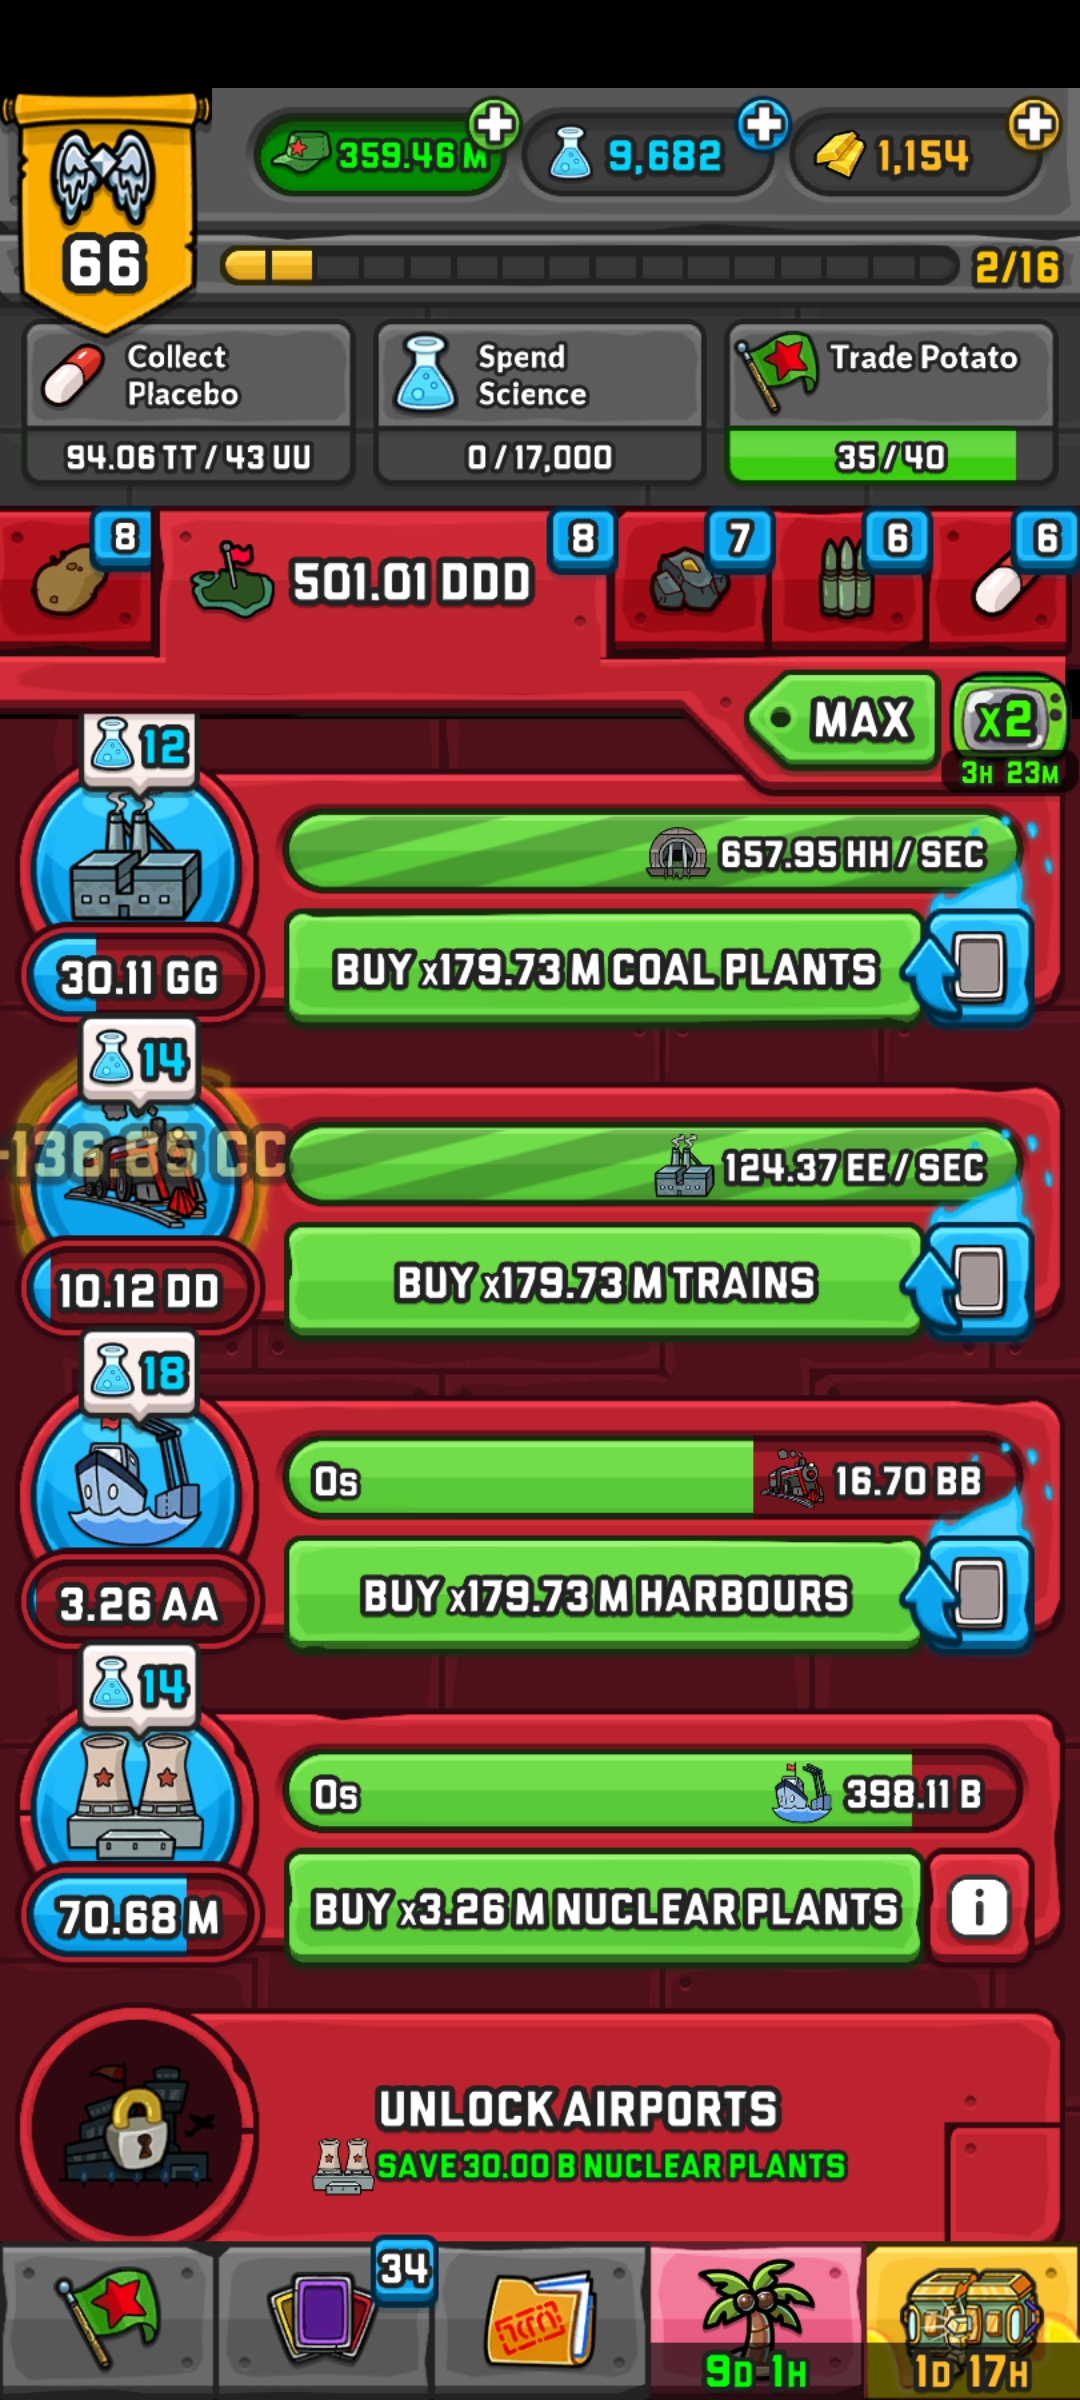 359.46 M
9,682
1,154
66
2/16
Collect
Placebo
94.06 TT / 43 UU
Spend
Science
0 / 17,000
Trade Potato
35 / 40
8
501.01 DDD
8
7
6
6
MAX
x2
3H 23M
12
657.95 HH / SEC
30.11 GG
BUY x179.73 M COAL PLANTS
14
-136.85 CC
124.37 EE / SEC
10.12 DD
BUY x179.73 M TRAINS
18
0s
16.70 BB
3.26 AA
BUY x179.73 M HARBOURS
14
0s
398.11 B
70.68 M
BUY x3.26 M NUCLEAR PLANTS
i
UNLOCK AIRPORTS
SAVE 30.00 B NUCLEAR PLANTS
34
9D 1H
1D 17H